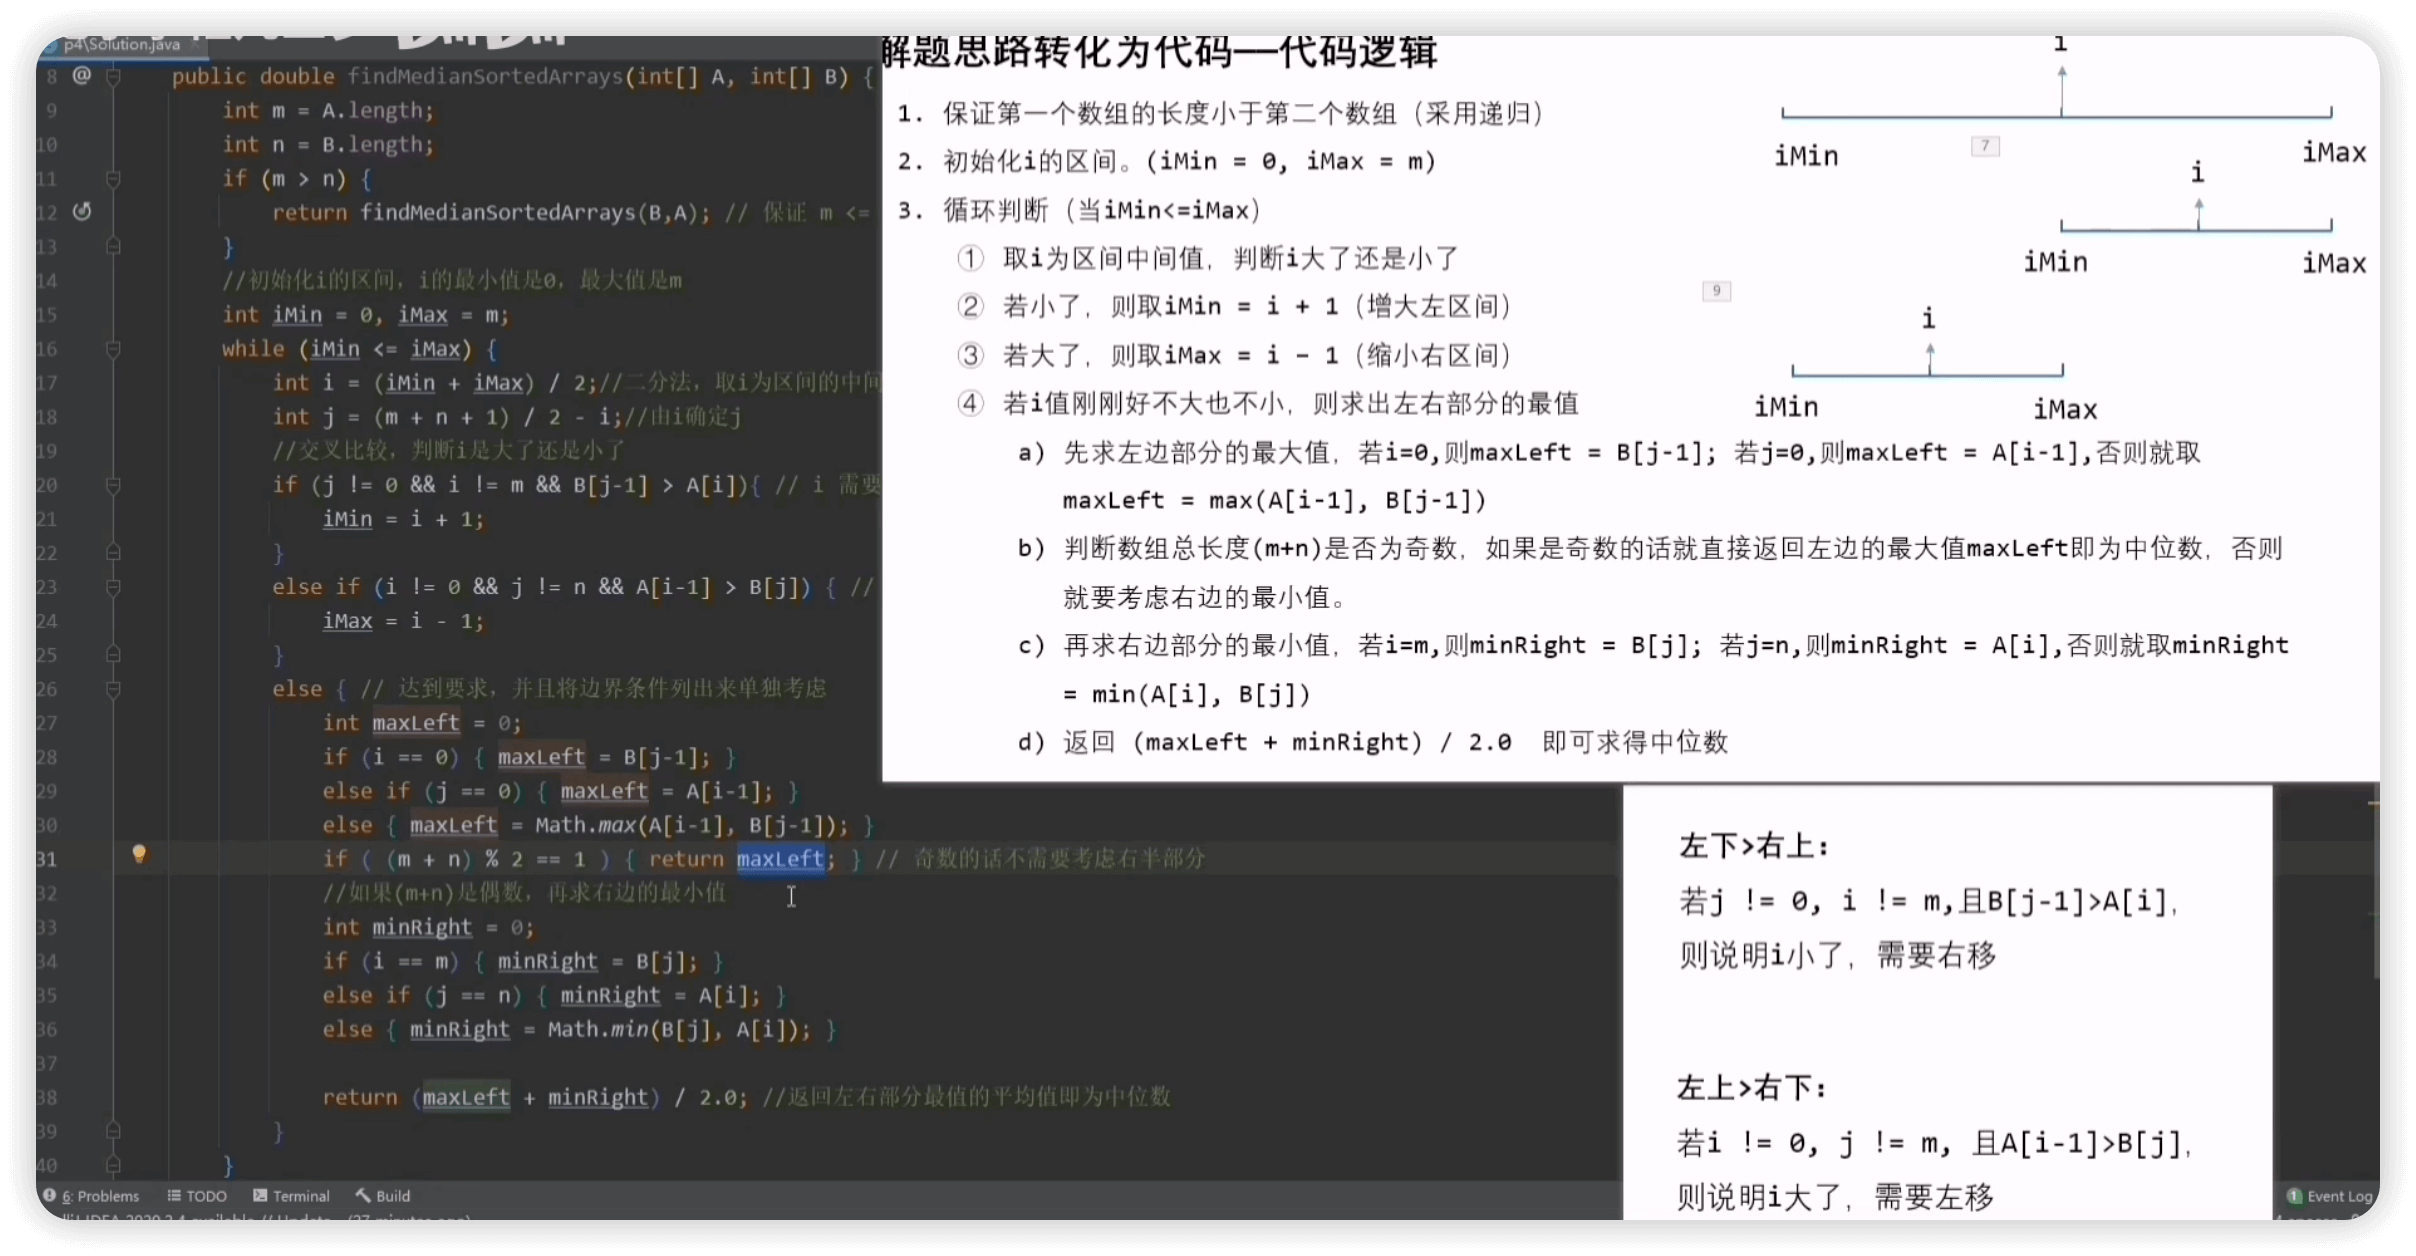 p4\Solution.java
8 @ public double findMedianSortedArrays(int[] A, int[] B) {
9 int m = A.length;
10 int n = B.length;
11 if (m > n) {
12 return findMedianSortedArrays(B,A); // 保证 m <=
13 }
14 //初始化i的区间，i的最小值是0，最大值是m
15 int iMin = 0, iMax = m;
16 while (iMin <= iMax) {
17 int i = (iMin + iMax) / 2;//二分法，取i为区间的中间
18 int j = (m + n + 1) / 2 - i;//由i确定j
19 //交叉比较，判断i是大了还是小了
20 if (j != 0 && i != m && B[j-1] > A[i]){ // i 需要
21 iMin = i + 1;
22 }
23 else if (i != 0 && j != n && A[i-1] > B[j]) { //
24 iMax = i - 1;
25 }
26 else { // 达到要求，并且将边界条件列出来单独考虑
27 int maxLeft = 0;
28 if (i == 0) { maxLeft = B[j-1]; }
29 else if (j == 0) { maxLeft = A[i-1]; }
30 else { maxLeft = Math.max(A[i-1], B[j-1]); }
31 if ( (m + n) % 2 == 1 ) { return maxLeft; } // 奇数的话不需要考虑右半部分
32 //如果(m+n)是偶数，再求右边的最小值
33 int minRight = 0;
34 if (i == m) { minRight = B[j]; }
35 else if (j == n) { minRight = A[i]; }
36 else { minRight = Math.min(B[j], A[i]); }
37
38 return (maxLeft + minRight) / 2.0; //返回左右部分最值的平均值即为中位数
39 }
40 }
6: Problems TODO Terminal Build
解题思路转化为代码——代码逻辑
1. 保证第一个数组的长度小于第二个数组（采用递归）
2. 初始化i的区间。(iMin = 0, iMax = m)
3. 循环判断（当iMin<=iMax）
① 取i为区间中间值，判断i大了还是小了
② 若小了，则取iMin = i + 1（增大左区间）
③ 若大了，则取iMax = i - 1（缩小右区间）
④ 若i值刚刚好不大也不小，则求出左右部分的最值
a) 先求左边部分的最大值，若i=0,则maxLeft = B[j-1]; 若j=0,则maxLeft = A[i-1],否则就取
maxLeft = max(A[i-1], B[j-1])
b) 判断数组总长度(m+n)是否为奇数，如果是奇数的话就直接返回左边的最大值maxLeft即为中位数，否则
就要考虑右边的最小值。
c) 再求右边部分的最小值，若i=m,则minRight = B[j]; 若j=n,则minRight = A[i],否则就取minRight
= min(A[i], B[j])
d) 返回 (maxLeft + minRight) / 2.0 即可求得中位数
i
iMin 7 iMax
i
iMin iMax
9
i
iMin iMax
左下>右上：
若j != 0, i != m,且B[j-1]>A[i],
则说明i小了，需要右移
左上>右下：
若i != 0, j != m, 且A[i-1]>B[j],
则说明i大了，需要左移
1 Event Log